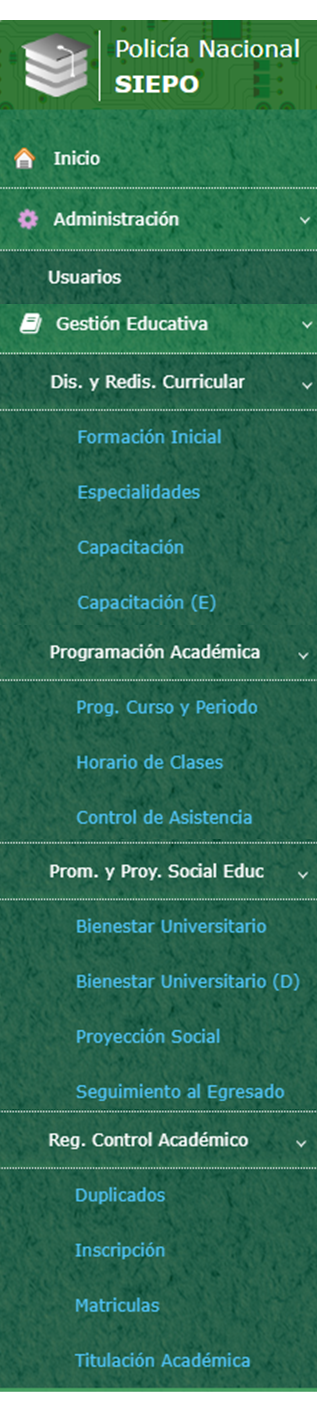 Policía Nacional
SIEPO
Inicio
Administración
Usuarios
Gestión Educativa
Dis. y Redis. Curricular
Formación Inicial
Especialidades
Capacitación
Capacitación (E)
Programación Académica
Prog. Curso y Periodo
Horario de Clases
Control de Asistencia
Prom. y Proy. Social Educ
Bienestar Universitario
Bienestar Universitario (D)
Proyección Social
Seguimiento al Egresado
Reg. Control Académico
Duplicados
Inscripción
Matriculas
Titulación Académica